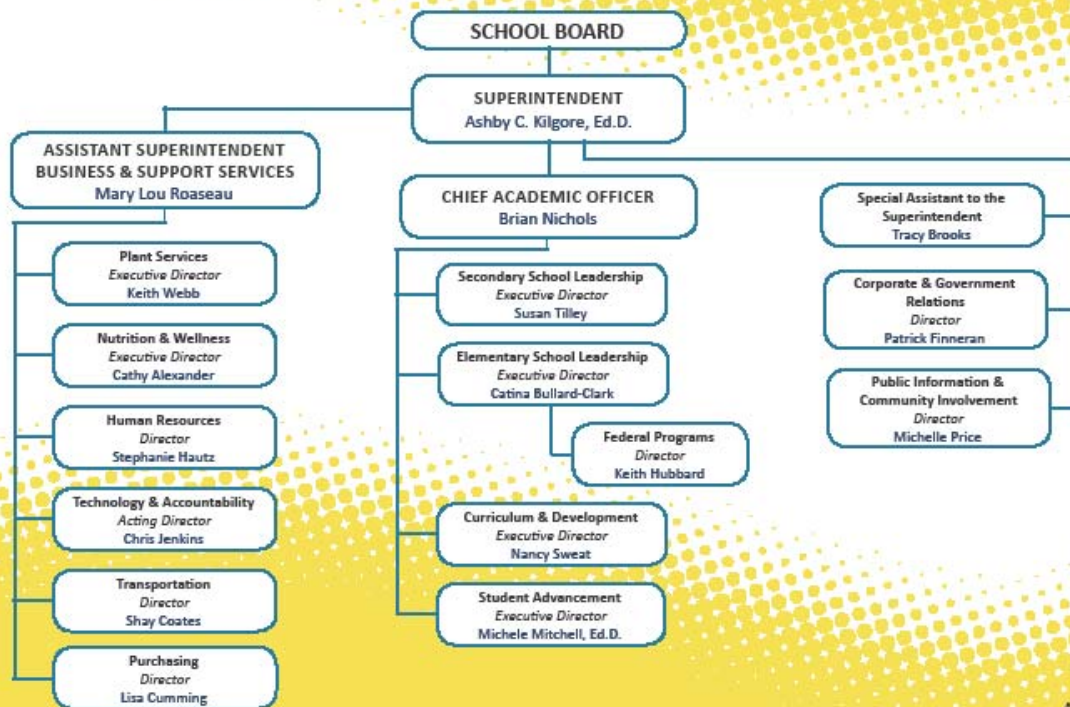 SCHOOL BOARD
SUPERINTENDENT
Ashby C. Kilgore, Ed.D.
ASSISTANT SUPERINTENDENT
BUSINESS & SUPPORT SERVICES
Mary Lou Roaseau
Plant Services
Executive Director
Keith Webb
Nutrition & Wellness
Executive Director
Cathy Alexander
Human Resources
Director
Stephanie Hautz
Technology & Accountability
Acting Director
Chris Jenkins
Transportation
Director
Shay Coates
Purchasing
Director
Lisa Cumming
CHIEF ACADEMIC OFFICER
Brian Nichols
Secondary School Leadership
Executive Director
Susan Tilley
Elementary School Leadership
Executive Director
Catina Bullard-Clark
Federal Programs
Director
Keith Hubbard
Curriculum & Development
Executive Director
Nancy Sweat
Student Advancement
Executive Director
Michele Mitchell, Ed.D.
Special Assistant to the
Superintendent
Tracy Brooks
Corporate & Government
Relations
Director
Patrick Finneran
Public Information &
Community Involvement
Director
Michelle Price